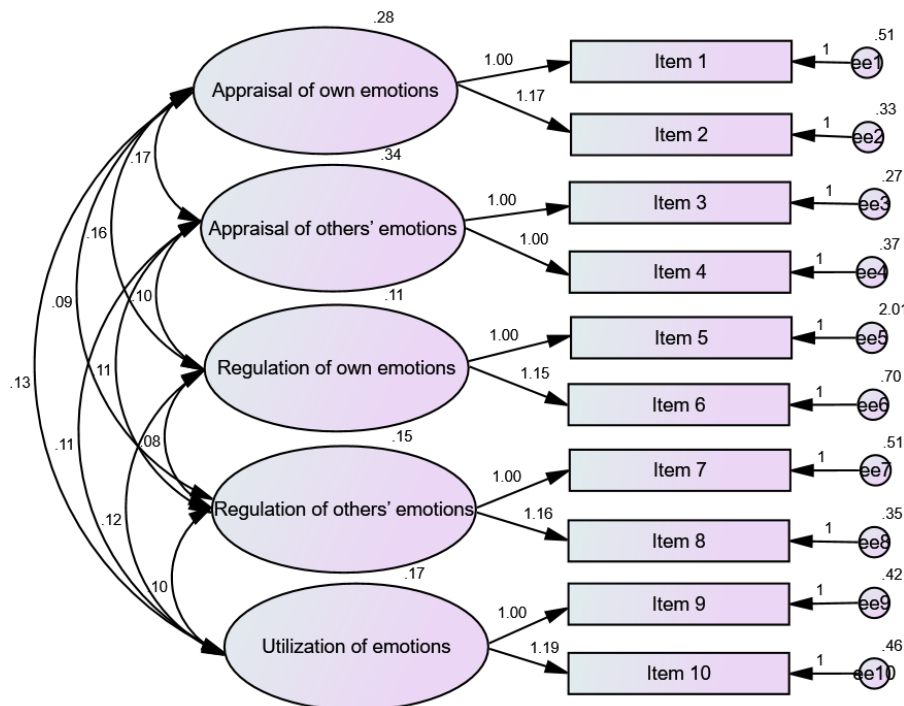 .28
Appraisal of own emotions
1.00
1.17
Item 1
1
.51
ee1
Item 2
1
.33
ee2
.34
Appraisal of others’ emotions
1.00
1.00
Item 3
1
.27
ee3
Item 4
1
.37
ee4
.11
Regulation of own emotions
1.00
1.15
Item 5
1
2.01
ee5
Item 6
1
.70
ee6
.15
Regulation of others’ emotions
1.00
1.16
Item 7
1
.51
ee7
Item 8
1
.35
ee8
.17
Utilization of emotions
1.00
1.19
Item 9
1
.42
ee9
Item 10
1
.46
ee10
.17
.16
.10
.09
.11
.13
.08
.11
.12
.10